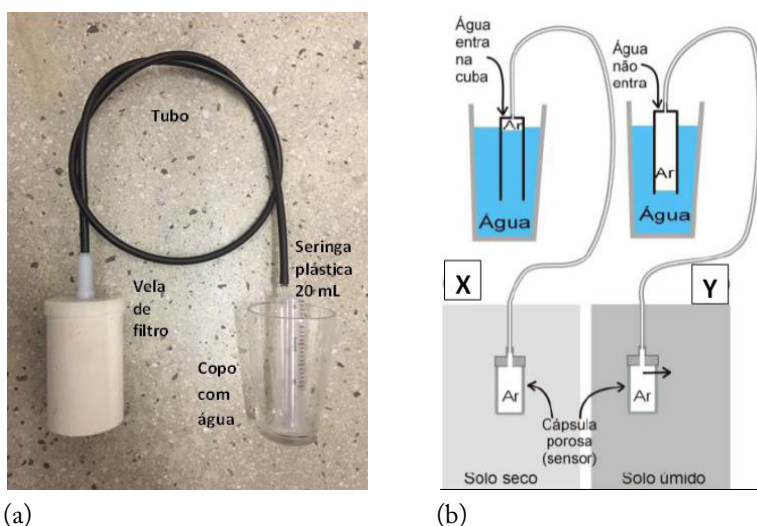 Tubo
Seringa
plástica
20 mL
Vela
de
filtro
Copo
com
água
(a)
Água
entra
na
cuba
Ar
Água
Água
não
entra
Ar
Água
X
Y
Ar
Ar
Cápsula
porosa
(sensor)
Solo seco
Solo úmido
(b)